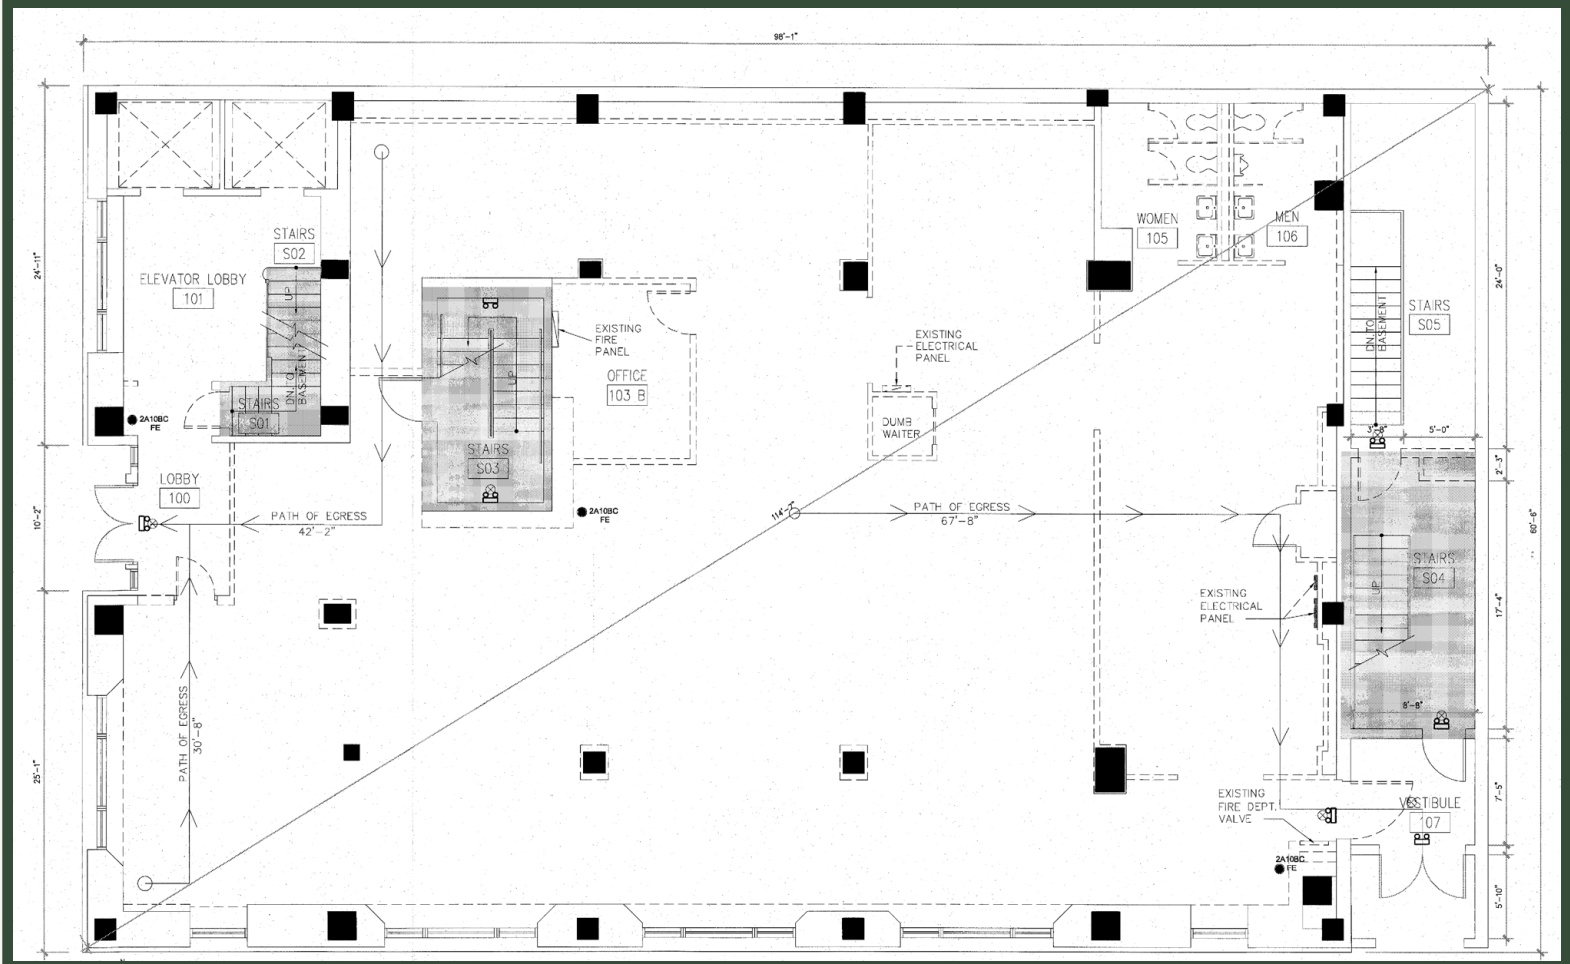 98'-1"
24'-11"
10'-2"
25'-1"
STAIRS
S02
ELEVATOR LOBBY
101
UP
DN. TO
BASEMENT
STAIRS
S01
2A10BC
FE
LOBBY
100
PATH OF EGRESS
42'-2"
PATH OF EGRESS
30'-8"
EXISTING
FIRE
PANEL
OFFICE
103 B
UP
STAIRS
S03
2A10BC
FE
EXISTING
ELECTRICAL
PANEL
DUMB
WAITER
114'-2"
PATH OF EGRESS
67'-8"
WOMEN
105
MEN
106
DN. TO
BASEMENT
STAIRS
S05
3'-8"
5'-0"
STAIRS
S04
UP
EXISTING
ELECTRICAL
PANEL
8'-8"
EXISTING
FIRE DEPT.
VALVE
VESTIBULE
107
2A10BC
FE
24'-0"
2'-3"
17'-4"
7'-5"
5'-10"
60'-6"